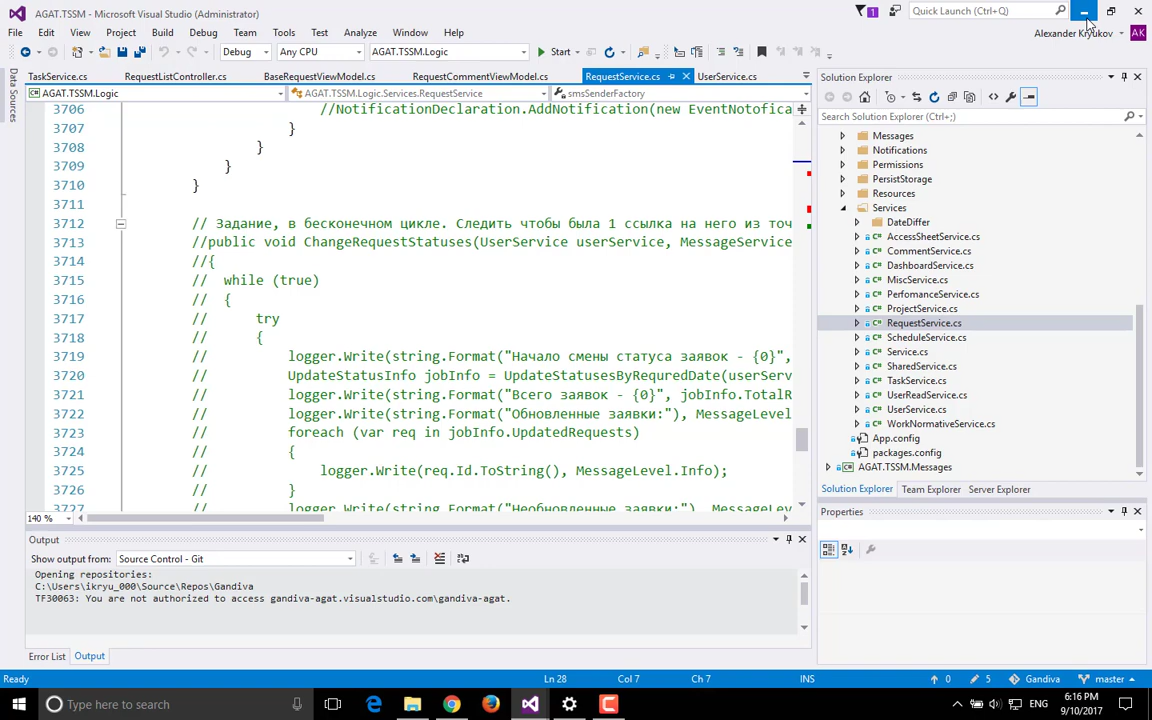 AGAT.TSSM - Microsoft Visual Studio (Administrator)
1
Quick Launch (Ctrl+Q)
File Edit View Project Build Debug Team Tools Test Analyze Window Help
Alexander Kryukov AK
Debug Any CPU AGAT.TSSM.Logic Start
Data Sources
TaskService.cs RequestListController.cs BaseRequestViewModel.cs RequestCommentViewModel.cs RequestService.cs UserService.cs
AGAT.TSSM.Logic AGAT.TSSM.Logic.Services.RequestService smsSenderFactory
3706 //NotificationDeclaration.AddNotification(new EventNotofica
3707 }
3708 }
3709 }
3710 }
3711
3712 // Задание, в бесконечном цикле. Следить чтобы была 1 ссылка на него из точ
3713 //public void ChangeRequestStatuses(UserService userService, MessageService
3714 //{
3715 // while (true)
3716 // {
3717 // try
3718 // {
3719 // logger.Write(string.Format("Начало смены статуса заявок - {0}",
3720 // UpdateStatusInfo jobInfo = UpdateStatusesByRequredDate(userServ
3721 // logger.Write(string.Format("Всего заявок - {0}", jobInfo.TotalR
3722 // logger.Write(string.Format("Обновленные заявки:"), MessageLevel
3723 // foreach (var req in jobInfo.UpdatedRequests)
3724 // {
3725 // logger.Write(req.Id.ToString(), MessageLevel.Info);
3726 // }
3727 // logger.Write(string.Format("Необновленные заявки:"), MessageLev
140 %
Output
Show output from: Source Control - Git
Opening repositories:
C:\Users\ikryu_000\Source\Repos\Gandiva
TF30063: You are not authorized to access gandiva-agat.visualstudio.com\gandiva-agat.
Error List Output
Solution Explorer
Search Solution Explorer (Ctrl+;)
Messages
Notifications
Permissions
PersistStorage
Resources
Services
DateDiffer
AccessSheetService.cs
CommentService.cs
DashboardService.cs
MiscService.cs
PerfomanceService.cs
ProjectService.cs
RequestService.cs
ScheduleService.cs
Service.cs
SharedService.cs
TaskService.cs
UserReadService.cs
UserService.cs
WorkNormativeService.cs
App.config
packages.config
AGAT.TSSM.Messages
Solution Explorer Team Explorer Server Explorer
Properties
Ready Ln 28 Col 7 Ch 7 INS 0 5 Gandiva master
Type here to search
ENG
6:16 PM
9/10/2017